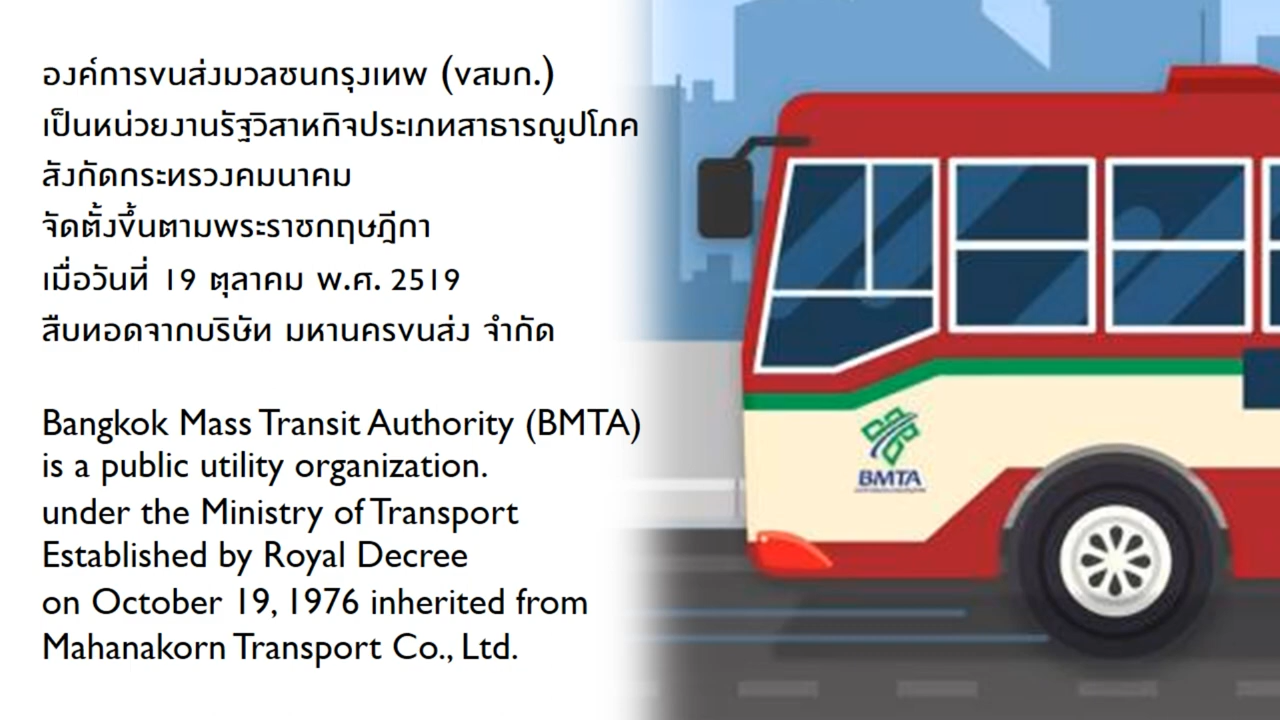 องค์การขนส่งมวลชนกรุงเทพ (ขสมก.)
เป็นหน่วยงานรัฐวิสาหกิจประเภทสาธารณูปโภค
สังกัดกระทรวงคมนาคม
จัดตั้งขึ้นตามพระราชกฤษฎีกา
เมื่อวันที่ 19 ตุลาคม พ.ศ. 2519
สืบทอดจากบริษัท มหานครขนส่ง จำกัด
Bangkok Mass Transit Authority (BMTA)
is a public utility organization.
under the Ministry of Transport
Established by Royal Decree
on October 19, 1976 inherited from
Mahanakorn Transport Co., Ltd.
BMTA